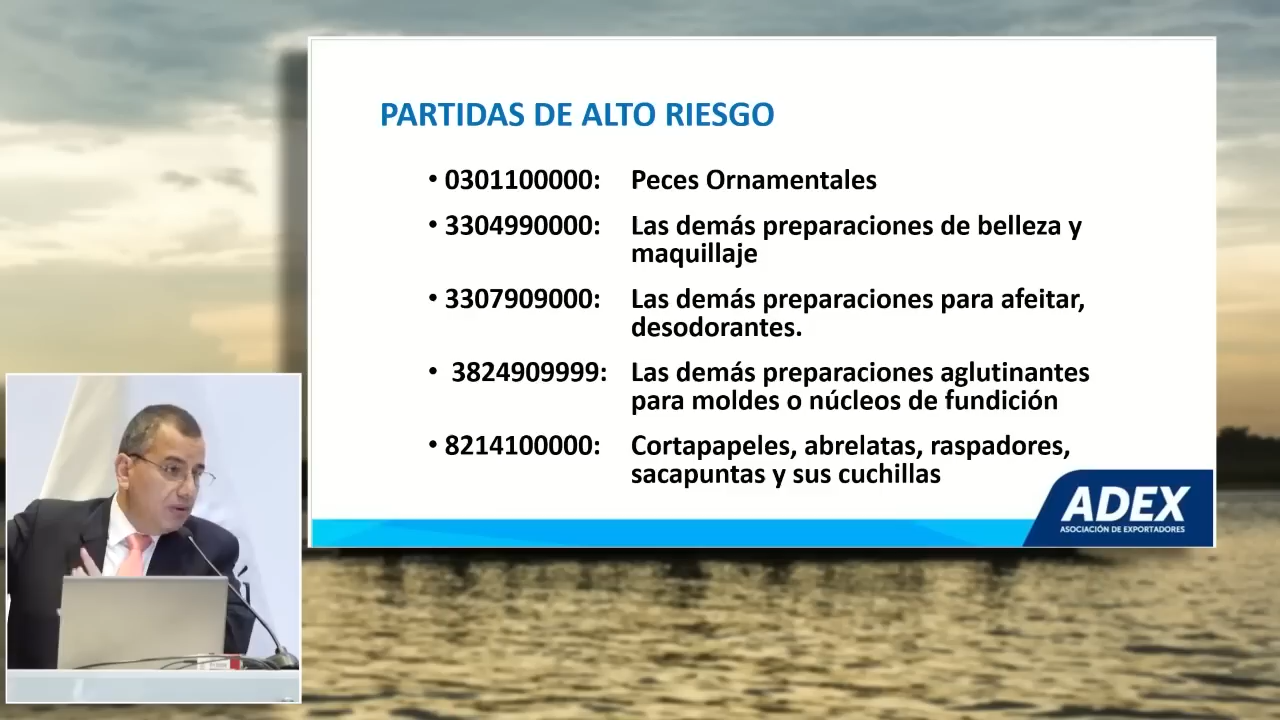 PARTIDAS DE ALTO RIESGO
• 0301100000: Peces Ornamentales
• 3304990000: Las demás preparaciones de belleza y
maquillaje
• 3307909000: Las demás preparaciones para afeitar,
desodorantes.
• 3824909999: Las demás preparaciones aglutinantes
para moldes o núcleos de fundición
• 8214100000: Cortapapeles, abrelatas, raspadores,
sacapuntas y sus cuchillas
ADEX
ASOCIACIÓN DE EXPORTADORES